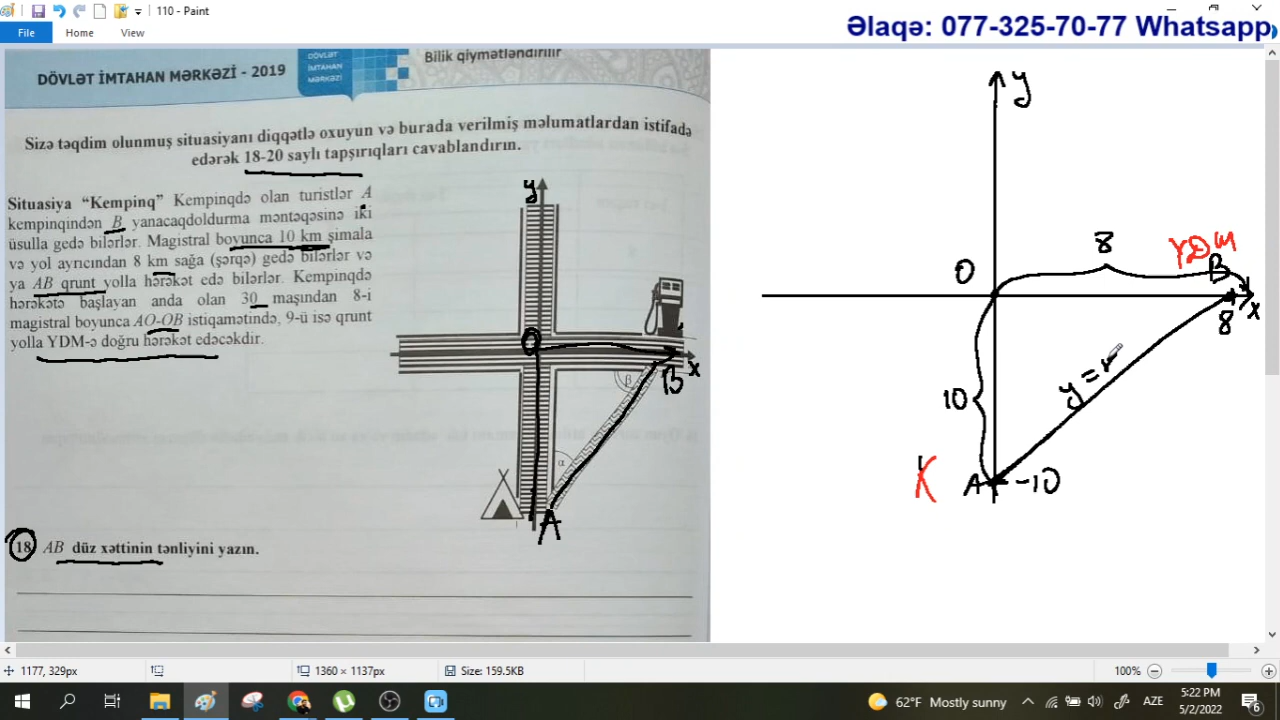 110 - Paint
Əlaqə: 077-325-70-77 Whatsapp
File Home View
DÖVLƏT İMTAHAN MƏRKƏZİ - 2019
DÖVLƏT
İMTAHAN
MƏRKƏZİ
Bilik qiymətləndirilir
Sizə təqdim olunmuş situasiyanı diqqətlə oxuyun və burada verilmiş məlumatlardan istifadə
edərək 18-20 saylı tapşırıqları cavablandırın.
Situasiya “Kempinq” Kempinqdə olan turistlər A
kempinqindən B yanacaqdoldurma məntəqəsinə iki
üsulla gedə bilərlər. Magistral boyunca 10 km şimala
və yol ayrıcından 8 km sağa (şərqə) gedə bilərlər və
ya AB qrunt yolla hərəkət edə bilərlər. Kempinqdə
hərəkətə başlayan anda olan 30 maşından 8-i
magistral boyunca AO-OB istiqamətində, 9-ü isə qrunt
yolla YDM-ə doğru hərəkət edəcəkdir.
y
O
x
B
β
α
A
18 AB düz xəttinin tənliyini yazın.
y
8
YDM
B
O
8
x
y =
10
K
A
-10
1177, 329px
1360 × 1137px
Size: 159.5KB
100%
62°F Mostly sunny
AZE
5:22 PM
5/2/2022
6